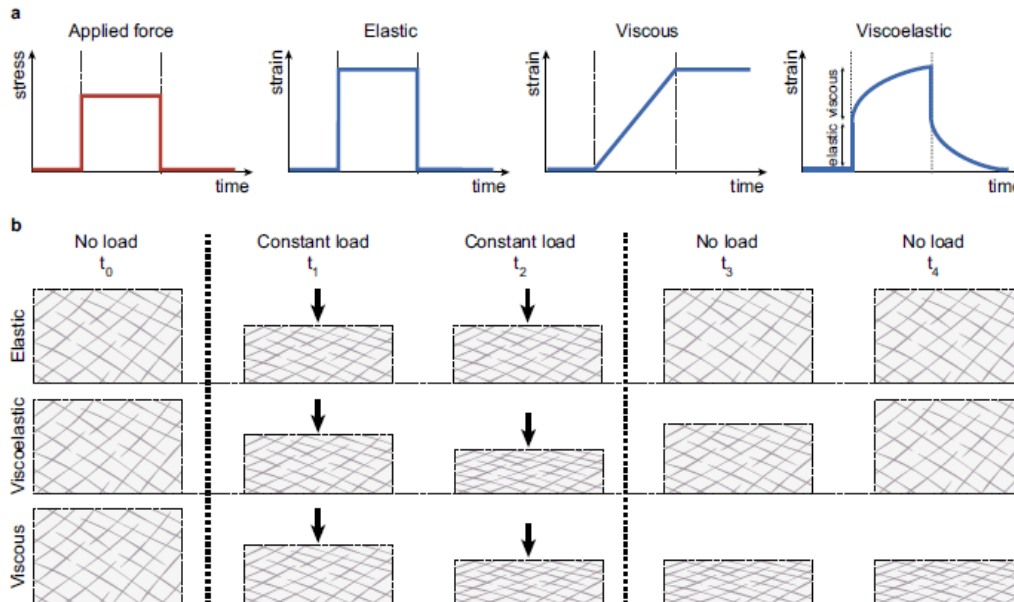 a
Applied force
Elastic
Viscous
Viscoelastic
stress
time
strain
time
strain
time
strain
elastic viscous
time
b
No load
t0
Constant load
t1
Constant load
t2
No load
t3
No load
t4
Elastic
Viscoelastic
Viscous